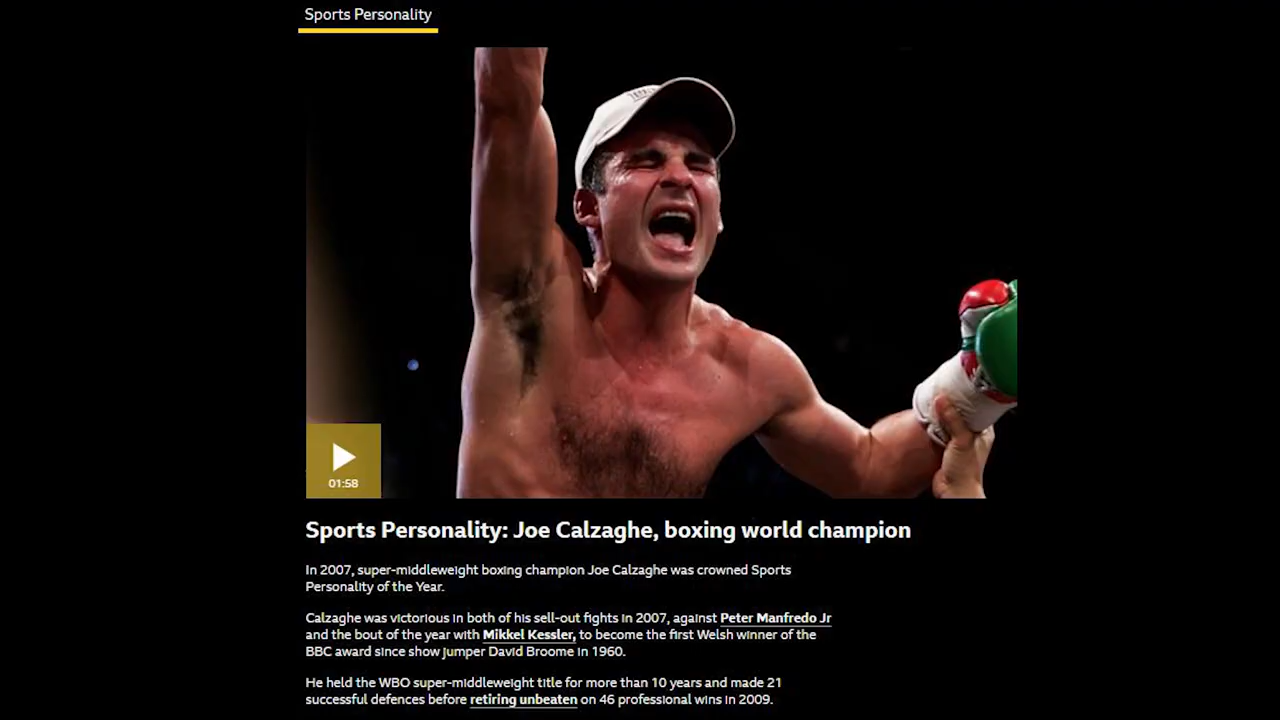 Sports Personality
01:58
Sports Personality: Joe Calzaghe, boxing world champion
In 2007, super-middleweight boxing champion Joe Calzaghe was crowned Sports
Personality of the Year.
Calzaghe was victorious in both of his sell-out fights in 2007, against Peter Manfredo Jr
and the bout of the year with Mikkel Kessler, to become the first Welsh winner of the
BBC award since show jumper David Broome in 1960.
He held the WBO super-middleweight title for more than 10 years and made 21
successful defences before retiring unbeaten on 46 professional wins in 2009.